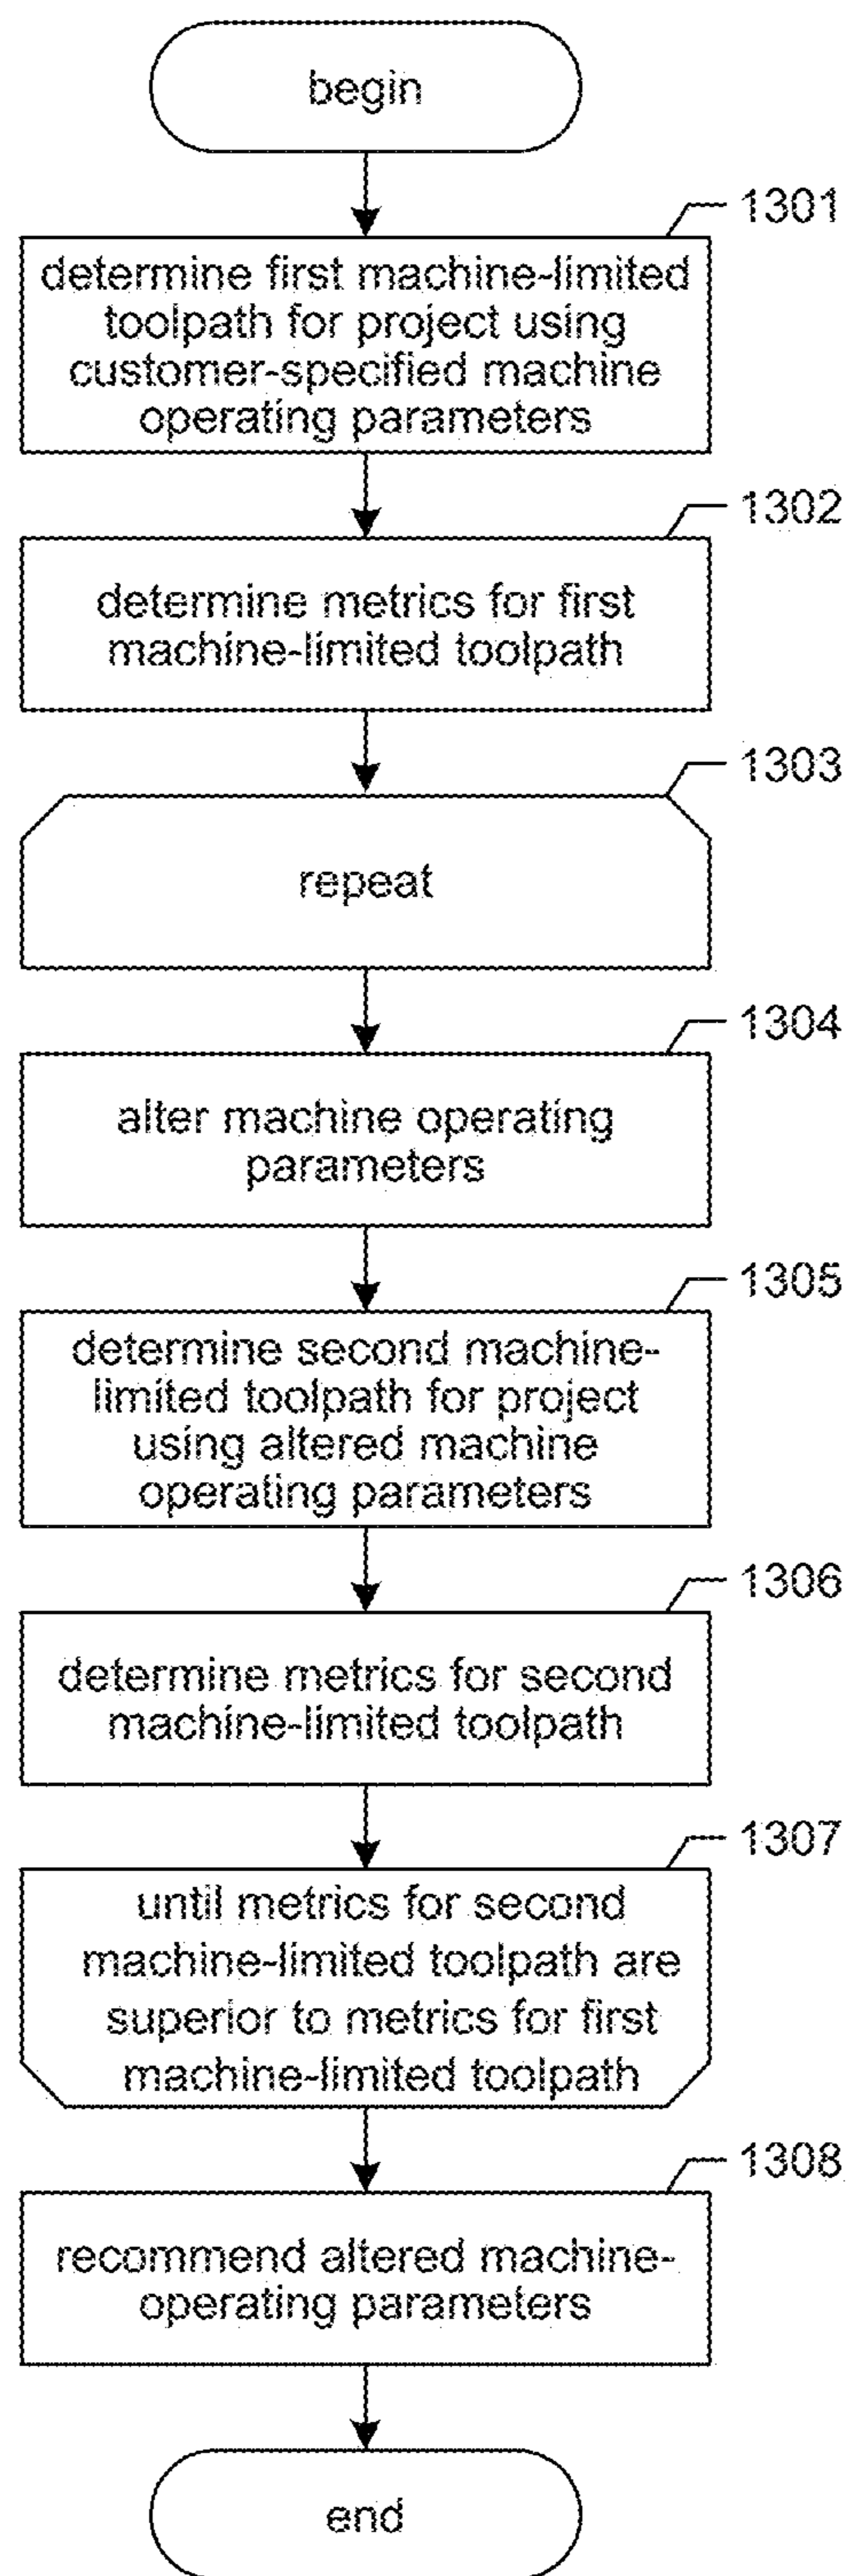 begin
1301
determine first machine-limited
toolpath for project using
customer-specified machine
operating parameters
1302
determine metrics for first
machine-limited toolpath
1303
repeat
1304
alter machine operating
parameters
1305
determine second machine-
limited toolpath for project
using altered machine
operating parameters
1306
determine metrics for second
machine-limited toolpath
1307
until metrics for second
machine-limited toolpath are
superior to metrics for first
machine-limited toolpath
1308
recommend altered machine-
operating parameters
end